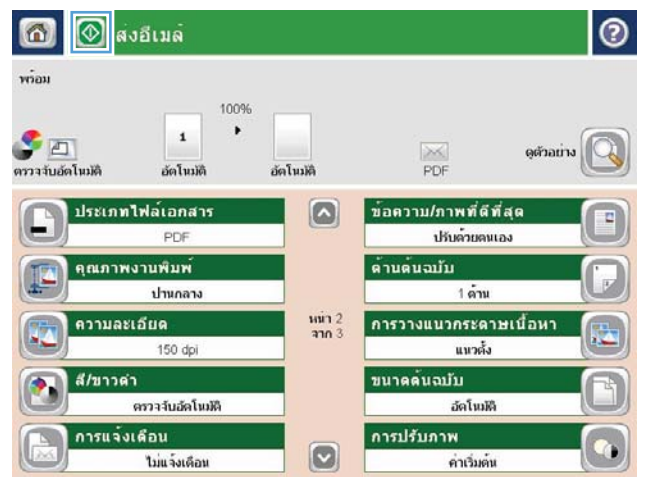 ส่งอีเมล์
พร้อม
100%
1
ตรวจจับอัตโนมัติ
อัตโนมัติ
อัตโนมัติ
PDF
ดูตัวอย่าง
ประเภทไฟล์เอกสาร
PDF
คุณภาพงานพิมพ์
ปานกลาง
ความละเอียด
150 dpi
สี/ขาวดำ
ตรวจจับอัตโนมัติ
การแจ้งเตือน
ไม่แจ้งเตือน
หน้า 2
จาก 3
ข้อความ/ภาพที่ดีที่สุด
ปรับด้วยตนเอง
ด้านต้นฉบับ
1 ด้าน
การวางแนวกระดาษเนื้อหา
แนวตั้ง
ขนาดต้นฉบับ
อัตโนมัติ
การปรับภาพ
ค่าเริ่มต้น